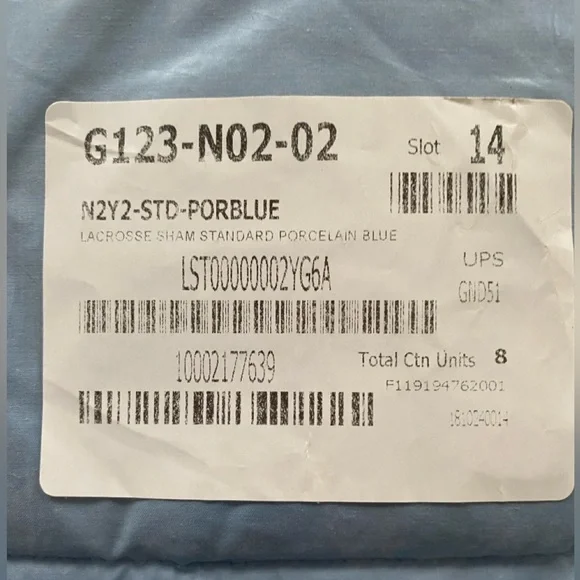 G123-N02-02
Slot 14
N2Y2-STD-PORBLUE
LACROSSE SHAM STANDARD PORCELAIN BLUE
LST00000002YG6A
UPS
GND51
10002177639
Total Ctn Units 8
F119194762001
1810240014